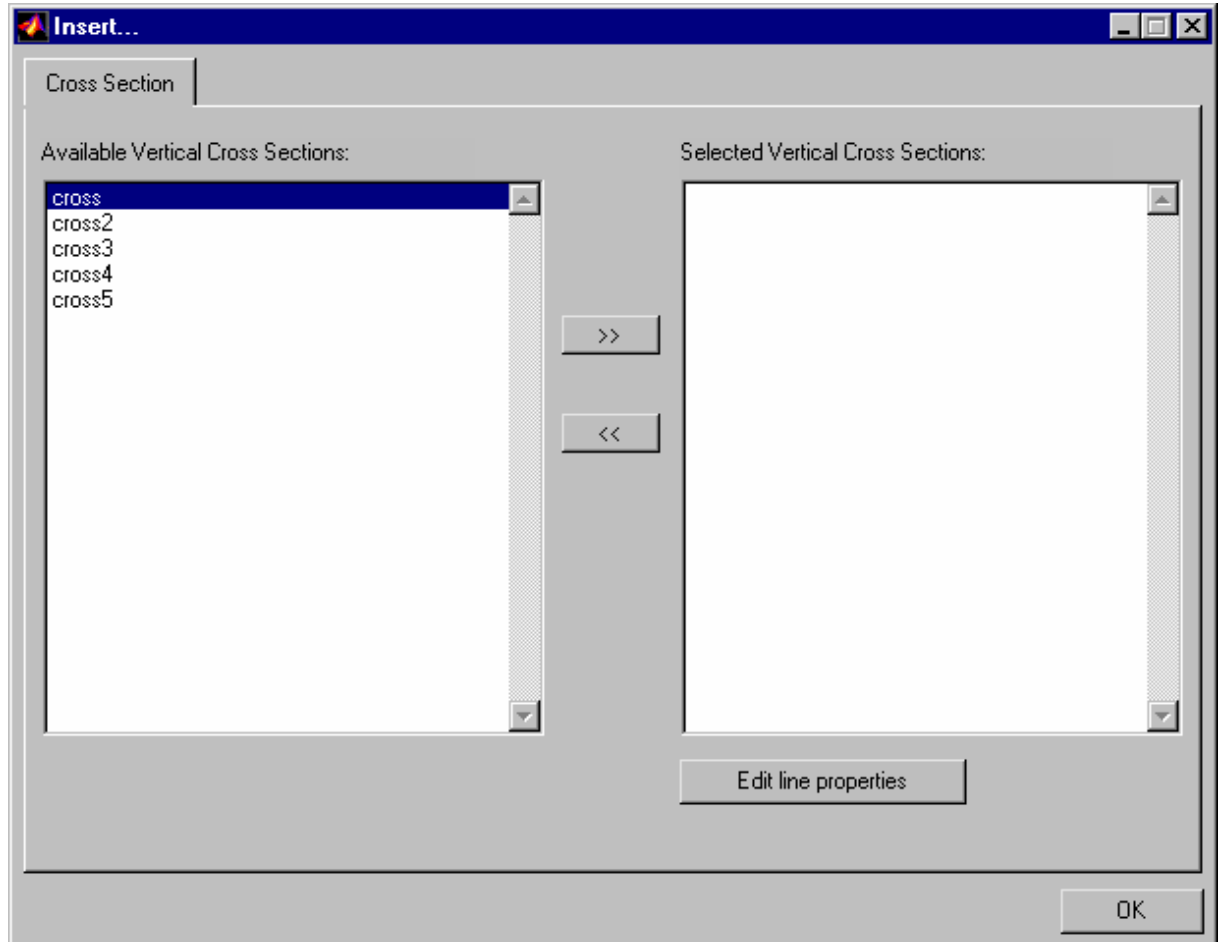 Insert...
Cross Section
Available Vertical Cross Sections:
Selected Vertical Cross Sections:
cross
cross2
cross3
cross4
cross5
>>
<<
Edit line properties
OK